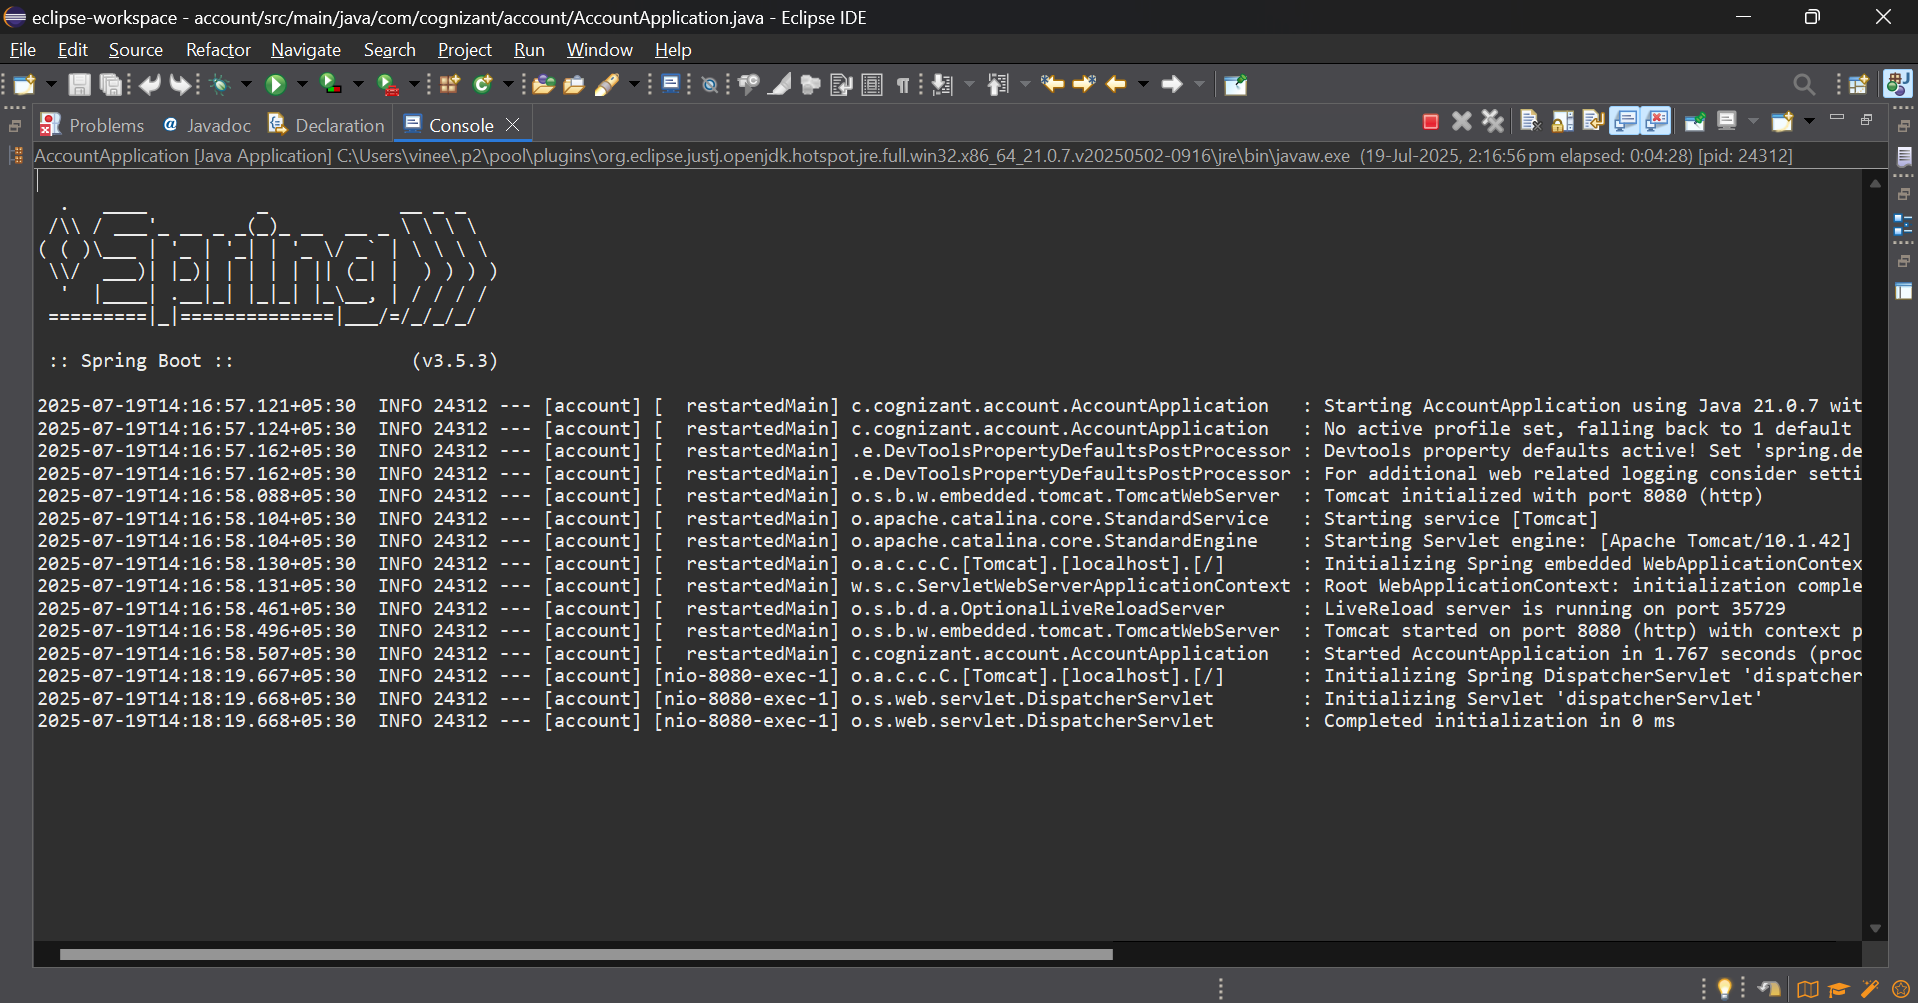 eclipse-workspace - account/src/main/java/com/cognizant/account/AccountApplication.java - Eclipse IDE
File Edit Source Refactor Navigate Search Project Run Window Help
Problems Javadoc Declaration Console
AccountApplication [Java Application] C:\Users\vinee\.p2\pool\plugins\org.eclipse.justj.openjdk.hotspot.jre.full.win32.x86_64_21.0.7.v20250502-0916\jre\bin\javaw.exe (19-Jul-2025, 2:16:56 pm elapsed: 0:04:28) [pid: 24312]
  .   ____          _            __ _ _
 /\\ / ___'_ __ _ _(_)_ __  __ _ \ \ \ \
( ( )\___ | '_ | '_| | '_ \/ _` | \ \ \ \
 \\/  ___)| |_)| | | | | || (_| |  ) ) ) )
  '  |____| .__|_| |_|_| |_\__, | / / / /
 =========|_|==============|___/=/_/_/_/
:: Spring Boot :: (v3.5.3)
2025-07-19T14:16:57.121+05:30 INFO 24312 --- [account] [ restartedMain] c.cognizant.account.AccountApplication : Starting AccountApplication using Java 21.0.7 wit
2025-07-19T14:16:57.124+05:30 INFO 24312 --- [account] [ restartedMain] c.cognizant.account.AccountApplication : No active profile set, falling back to 1 default
2025-07-19T14:16:57.162+05:30 INFO 24312 --- [account] [ restartedMain] .e.DevToolsPropertyDefaultsPostProcessor : Devtools property defaults active! Set 'spring.de
2025-07-19T14:16:57.162+05:30 INFO 24312 --- [account] [ restartedMain] .e.DevToolsPropertyDefaultsPostProcessor : For additional web related logging consider setti
2025-07-19T14:16:58.088+05:30 INFO 24312 --- [account] [ restartedMain] o.s.b.w.embedded.tomcat.TomcatWebServer : Tomcat initialized with port 8080 (http)
2025-07-19T14:16:58.104+05:30 INFO 24312 --- [account] [ restartedMain] o.apache.catalina.core.StandardService : Starting service [Tomcat]
2025-07-19T14:16:58.104+05:30 INFO 24312 --- [account] [ restartedMain] o.apache.catalina.core.StandardEngine : Starting Servlet engine: [Apache Tomcat/10.1.42]
2025-07-19T14:16:58.130+05:30 INFO 24312 --- [account] [ restartedMain] o.a.c.c.C.[Tomcat].[localhost].[/] : Initializing Spring embedded WebApplicationContex
2025-07-19T14:16:58.131+05:30 INFO 24312 --- [account] [ restartedMain] w.s.c.ServletWebServerApplicationContext : Root WebApplicationContext: initialization comple
2025-07-19T14:16:58.461+05:30 INFO 24312 --- [account] [ restartedMain] o.s.b.d.a.OptionalLiveReloadServer : LiveReload server is running on port 35729
2025-07-19T14:16:58.496+05:30 INFO 24312 --- [account] [ restartedMain] o.s.b.w.embedded.tomcat.TomcatWebServer : Tomcat started on port 8080 (http) with context p
2025-07-19T14:16:58.507+05:30 INFO 24312 --- [account] [ restartedMain] c.cognizant.account.AccountApplication : Started AccountApplication in 1.767 seconds (proc
2025-07-19T14:18:19.667+05:30 INFO 24312 --- [account] [nio-8080-exec-1] o.a.c.c.C.[Tomcat].[localhost].[/] : Initializing Spring DispatcherServlet 'dispatcher
2025-07-19T14:18:19.668+05:30 INFO 24312 --- [account] [nio-8080-exec-1] o.s.web.servlet.DispatcherServlet : Initializing Servlet 'dispatcherServlet'
2025-07-19T14:18:19.668+05:30 INFO 24312 --- [account] [nio-8080-exec-1] o.s.web.servlet.DispatcherServlet : Completed initialization in 0 ms